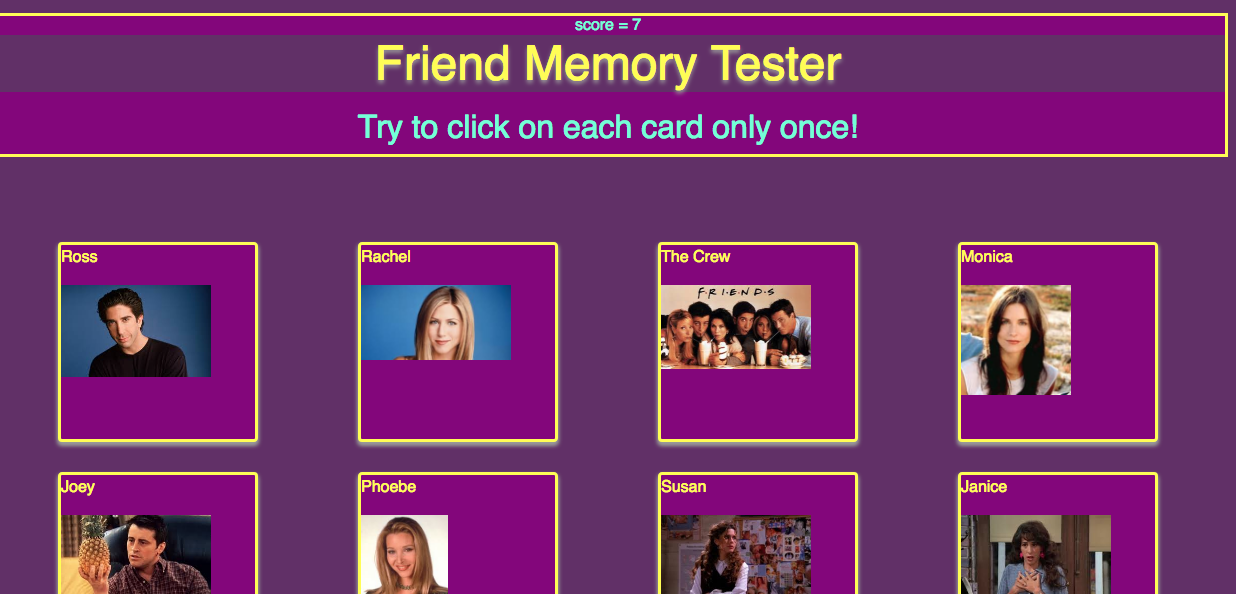 score = 7
Friend Memory Tester
Try to click on each card only once!
Ross
Rachel
The Crew
Monica
F·R·I·E·N·D·S
Joey
Phoebe
Susan
Janice